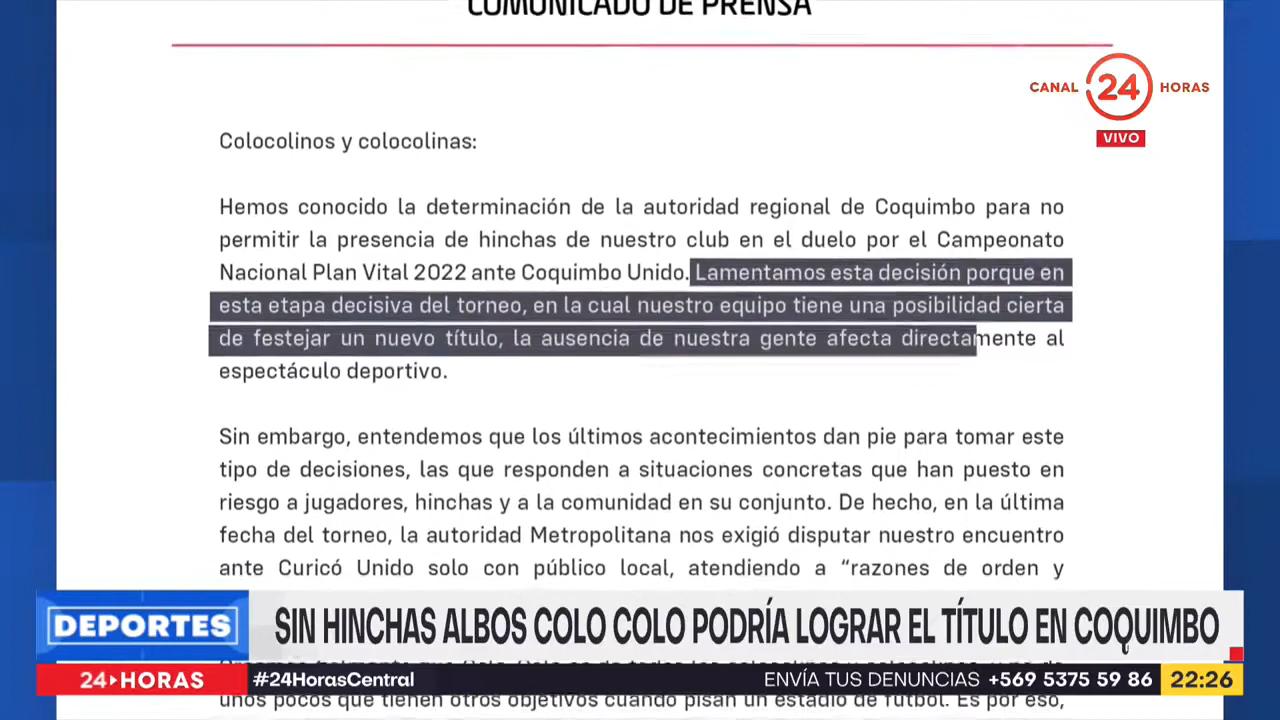 COMUNICADO DE PRENSA
CANAL 24 HORAS
VIVO
Colocolinos y colocolinas:
Hemos conocido la determinación de la autoridad regional de Coquimbo para no
permitir la presencia de hinchas de nuestro club en el duelo por el Campeonato
Nacional Plan Vital 2022 ante Coquimbo Unido. Lamentamos esta decisión porque en
esta etapa decisiva del torneo, en la cual nuestro equipo tiene una posibilidad cierta
de festejar un nuevo título, la ausencia de nuestra gente afecta directamente al
espectáculo deportivo.
Sin embargo, entendemos que los últimos acontecimientos dan pie para tomar este
tipo de decisiones, las que responden a situaciones concretas que han puesto en
riesgo a jugadores, hinchas y a la comunidad en su conjunto. De hecho, en la última
fecha del torneo, la autoridad Metropolitana nos exigió disputar nuestro encuentro
ante Curicó Unido solo con público local, atendiendo a “razones de orden y
DEPORTES
SIN HINCHAS ALBOS COLO COLO PODRÍA LOGRAR EL TÍTULO EN COQUIMBO
24 HORAS
#24HorasCentral
ENVÍA TUS DENUNCIAS +569 5375 59 86
22:26
unos pocos que tienen otros objetivos cuando pisan un estadio de fútbol. Es por eso,